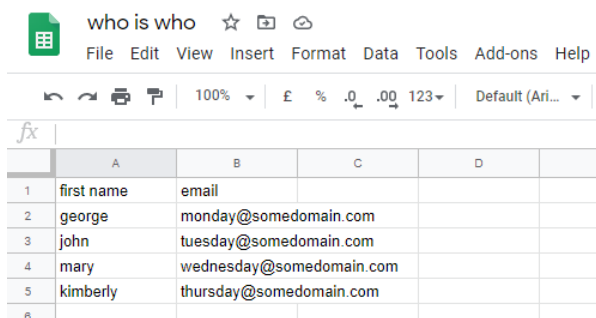 who is who
File Edit View Insert Format Data Tools Add-ons Help
100% £ % .0 .00 123 Default (Ari...
fx
A B C D
1 first name email
2 george monday@somedomain.com
3 john tuesday@somedomain.com
4 mary wednesday@somedomain.com
5 kimberly thursday@somedomain.com
6